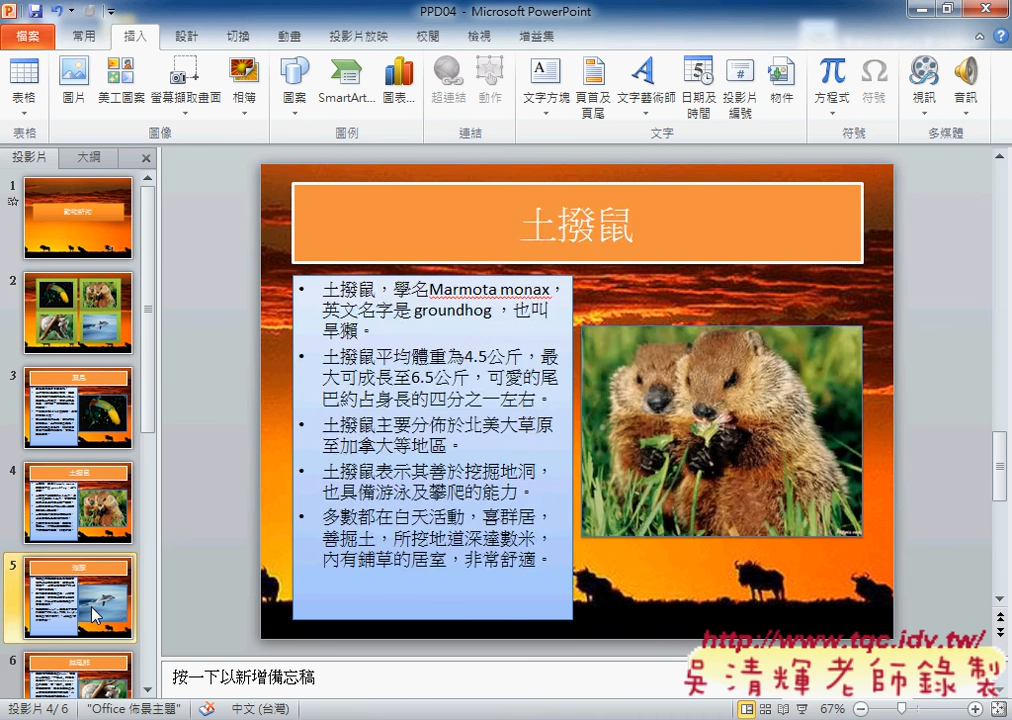 PPD04 - Microsoft PowerPoint
檔案 常用 插入 設計 切換 動畫 投影片放映 校閱 檢視 增益集
表格 圖片 美工圖案 螢幕擷取畫面 相簿 圖案 SmartArt... 圖表... 超連結 動作 文字方塊 頁首及頁尾 文字藝術師 日期及時間 投影片編號 物件 方程式 符號 視訊 音訊
表格 圖像 圖例 連結 文字 符號 多媒體
投影片 大綱
1
2
3
4
土撥鼠
5
6
土撥鼠
• 土撥鼠，學名Marmota monax，
英文名字是 groundhog ，也叫
旱獺。
• 土撥鼠平均體重為4.5公斤，最
大可成長至6.5公斤，可愛的尾
巴約占身長的四分之一左右。
• 土撥鼠主要分佈於北美大草原
至加拿大等地區。
• 土撥鼠表示其善於挖掘地洞，
也具備游泳及攀爬的能力。
• 多數都在白天活動，喜群居，
善掘土，所挖地道深達數米，
內有鋪草的居室，非常舒適。
按一下以新增備忘稿
http://www.tqc.idv.tw/
吳清輝老師錄製
投影片 4/6 "Office 佈景主題" 中文 (台灣) 67%